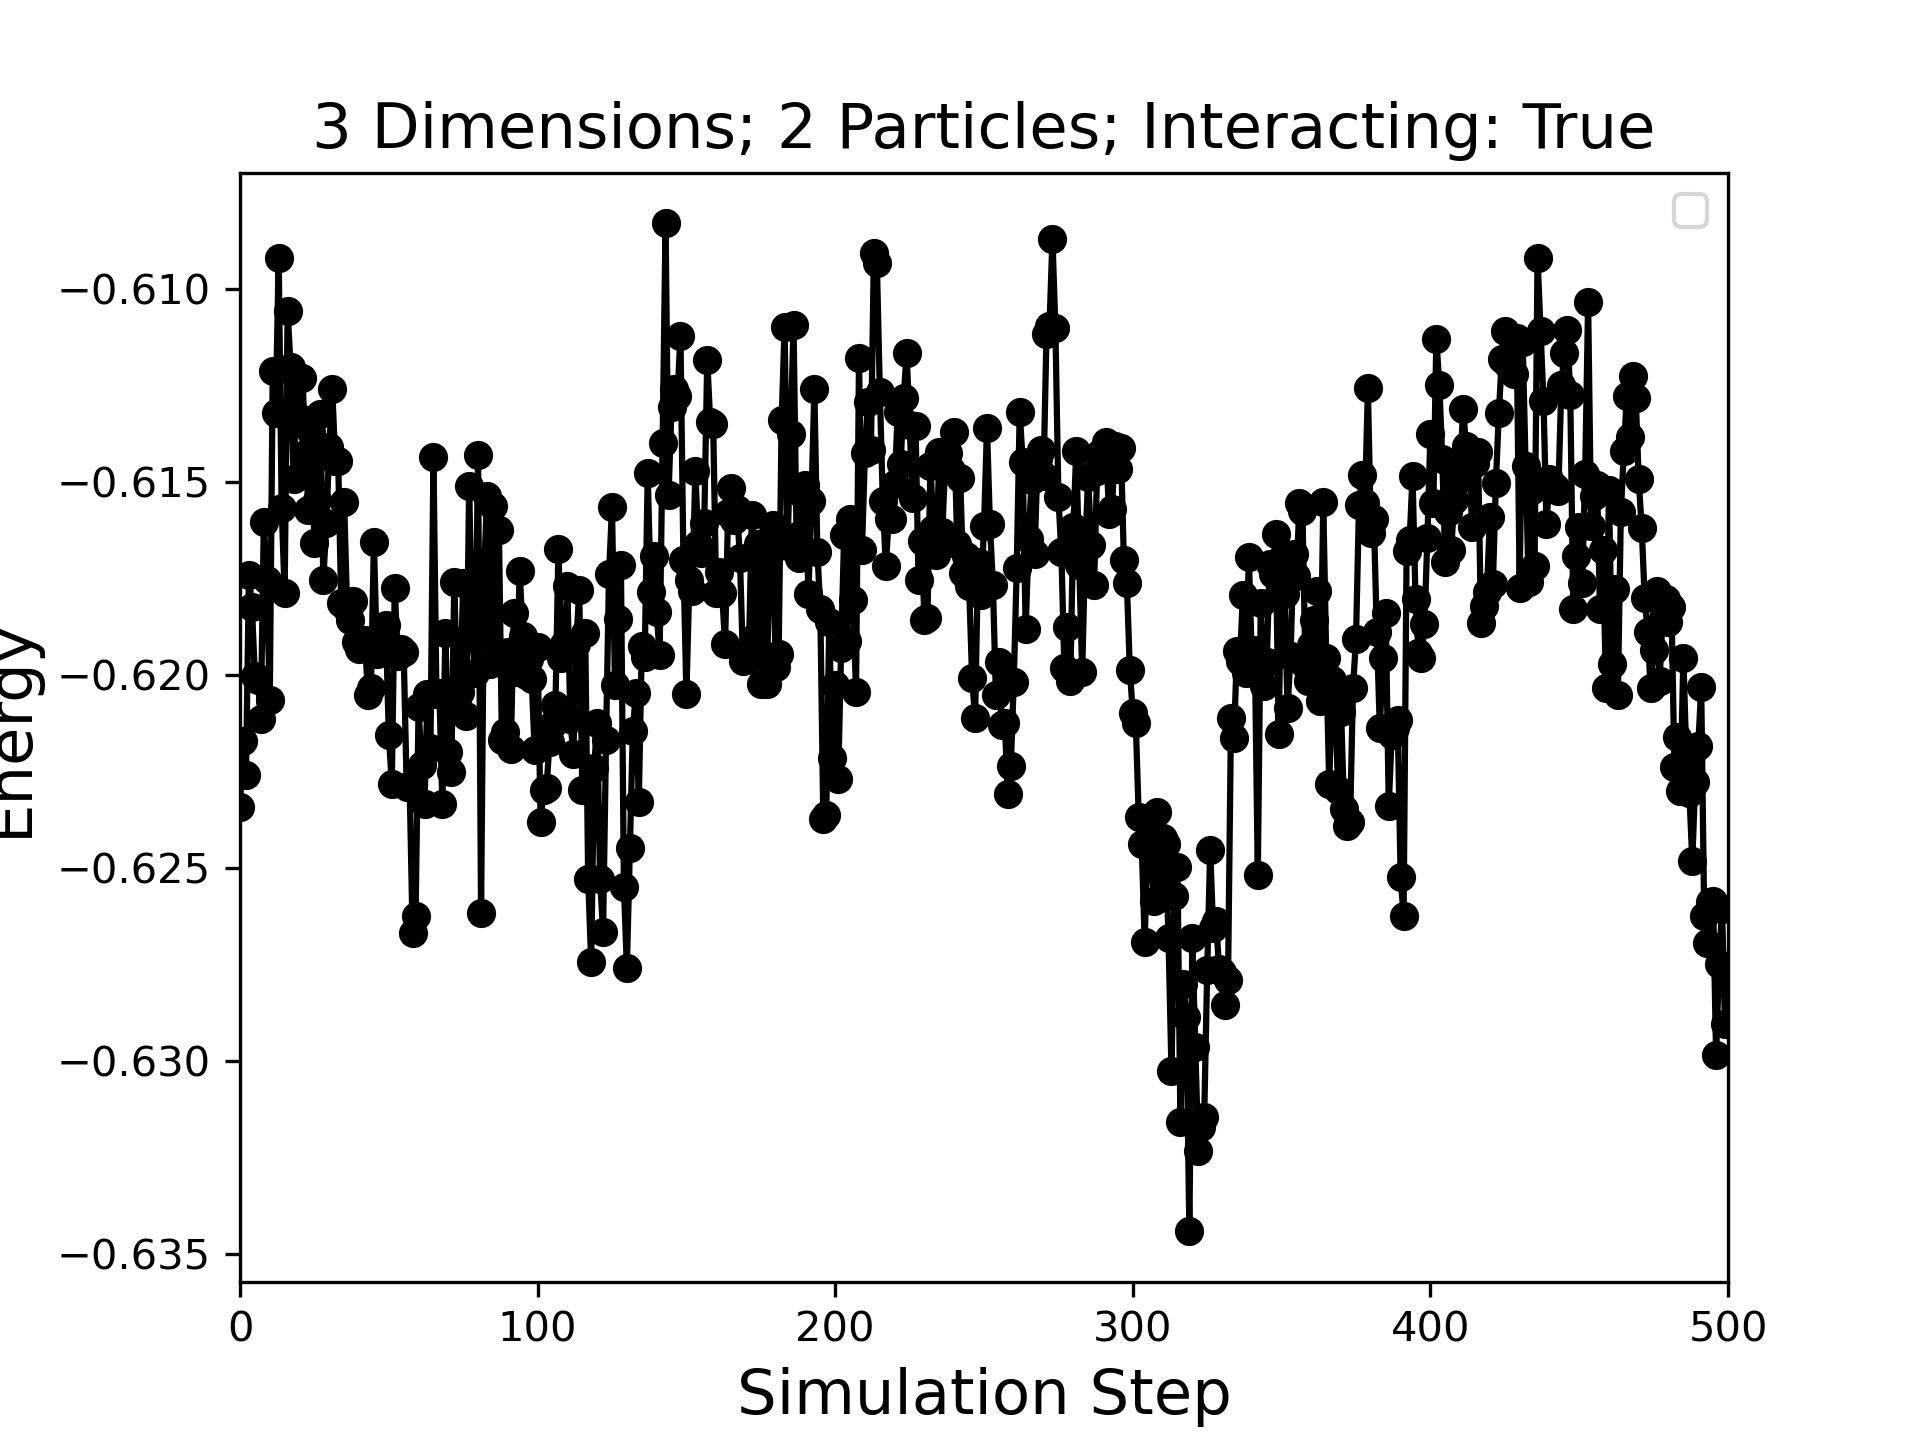 3 Dimensions; 2 Particles; Interacting: True
−0.610
−0.615
−0.620
−0.625
−0.630
−0.635
Energy
0 100 200 300 400 500
Simulation Step